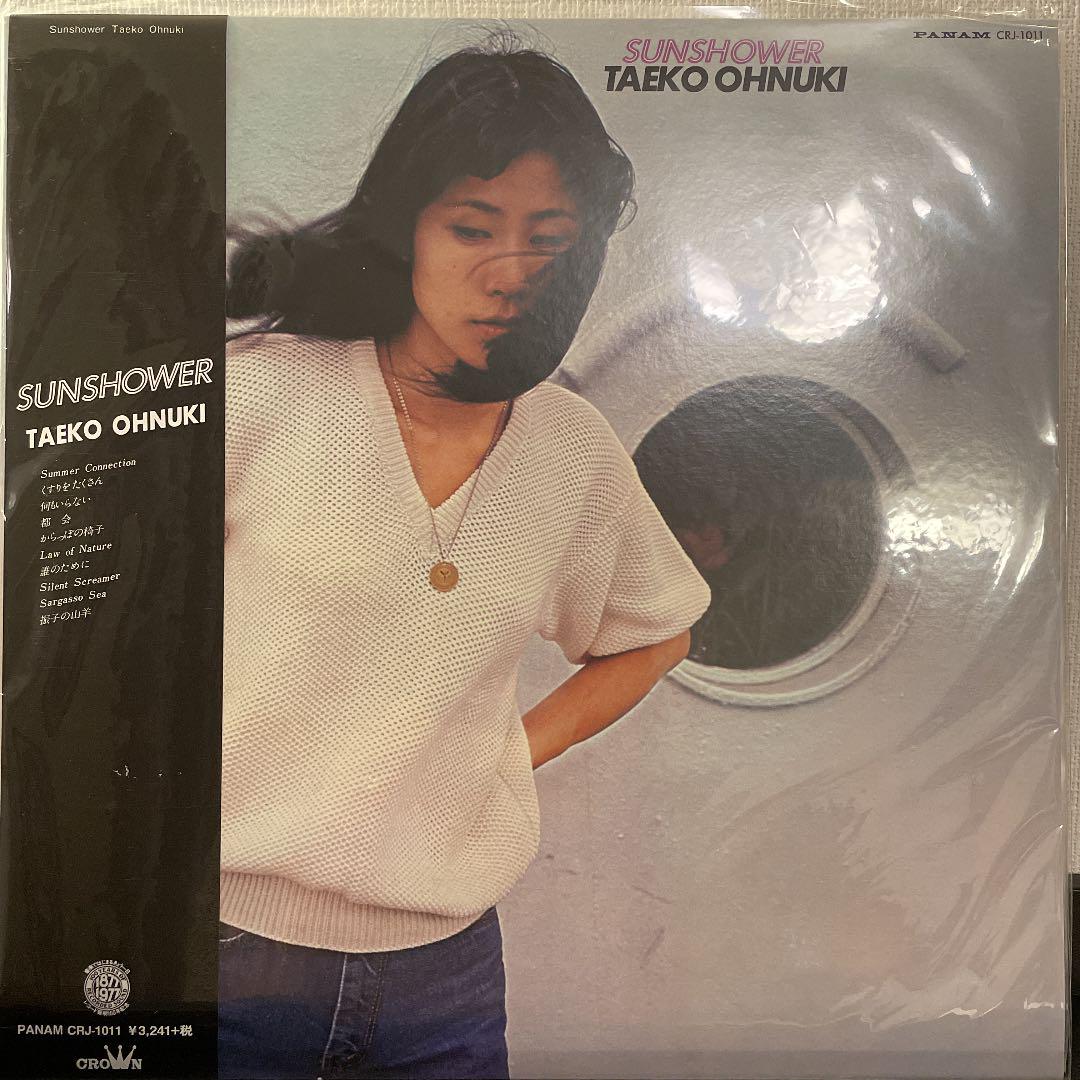 Sunshower Taeko Ohnuki
SUNSHOWER
TAEKO OHNUKI
PANAM CRJ-1011
SUNSHOWER
TAEKO OHNUKI
Summer Connection
くすりをたくさん
何もいらない
都 会
からっぽの椅子
Law of Nature
誰のために
Silent Screamer
Sargasso Sea
振子の山羊
1877
1977
PANAM CRJ-1011 ¥3,241+税
CROWN